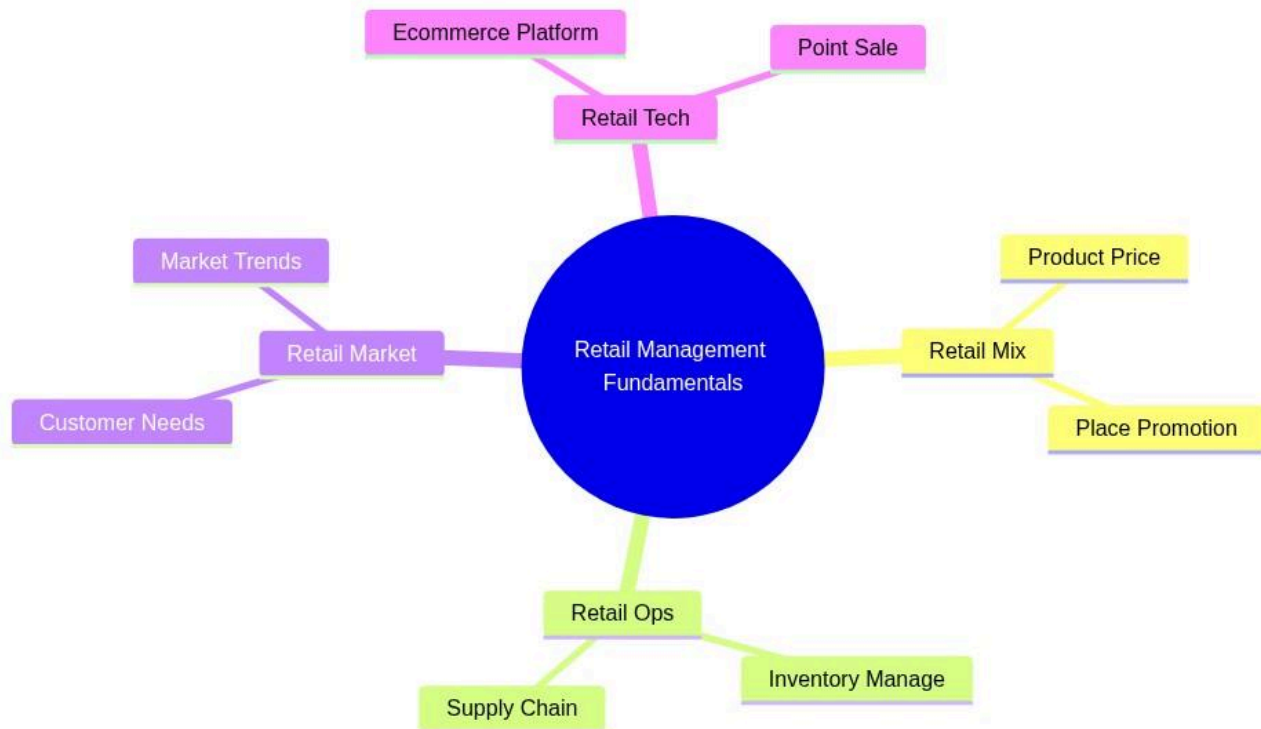 Ecommerce Platform
Point Sale
Retail Tech
Market Trends
Product Price
Retail Market
Retail Management
Fundamentals
Retail Mix
Customer Needs
Place Promotion
Retail Ops
Inventory Manage
Supply Chain